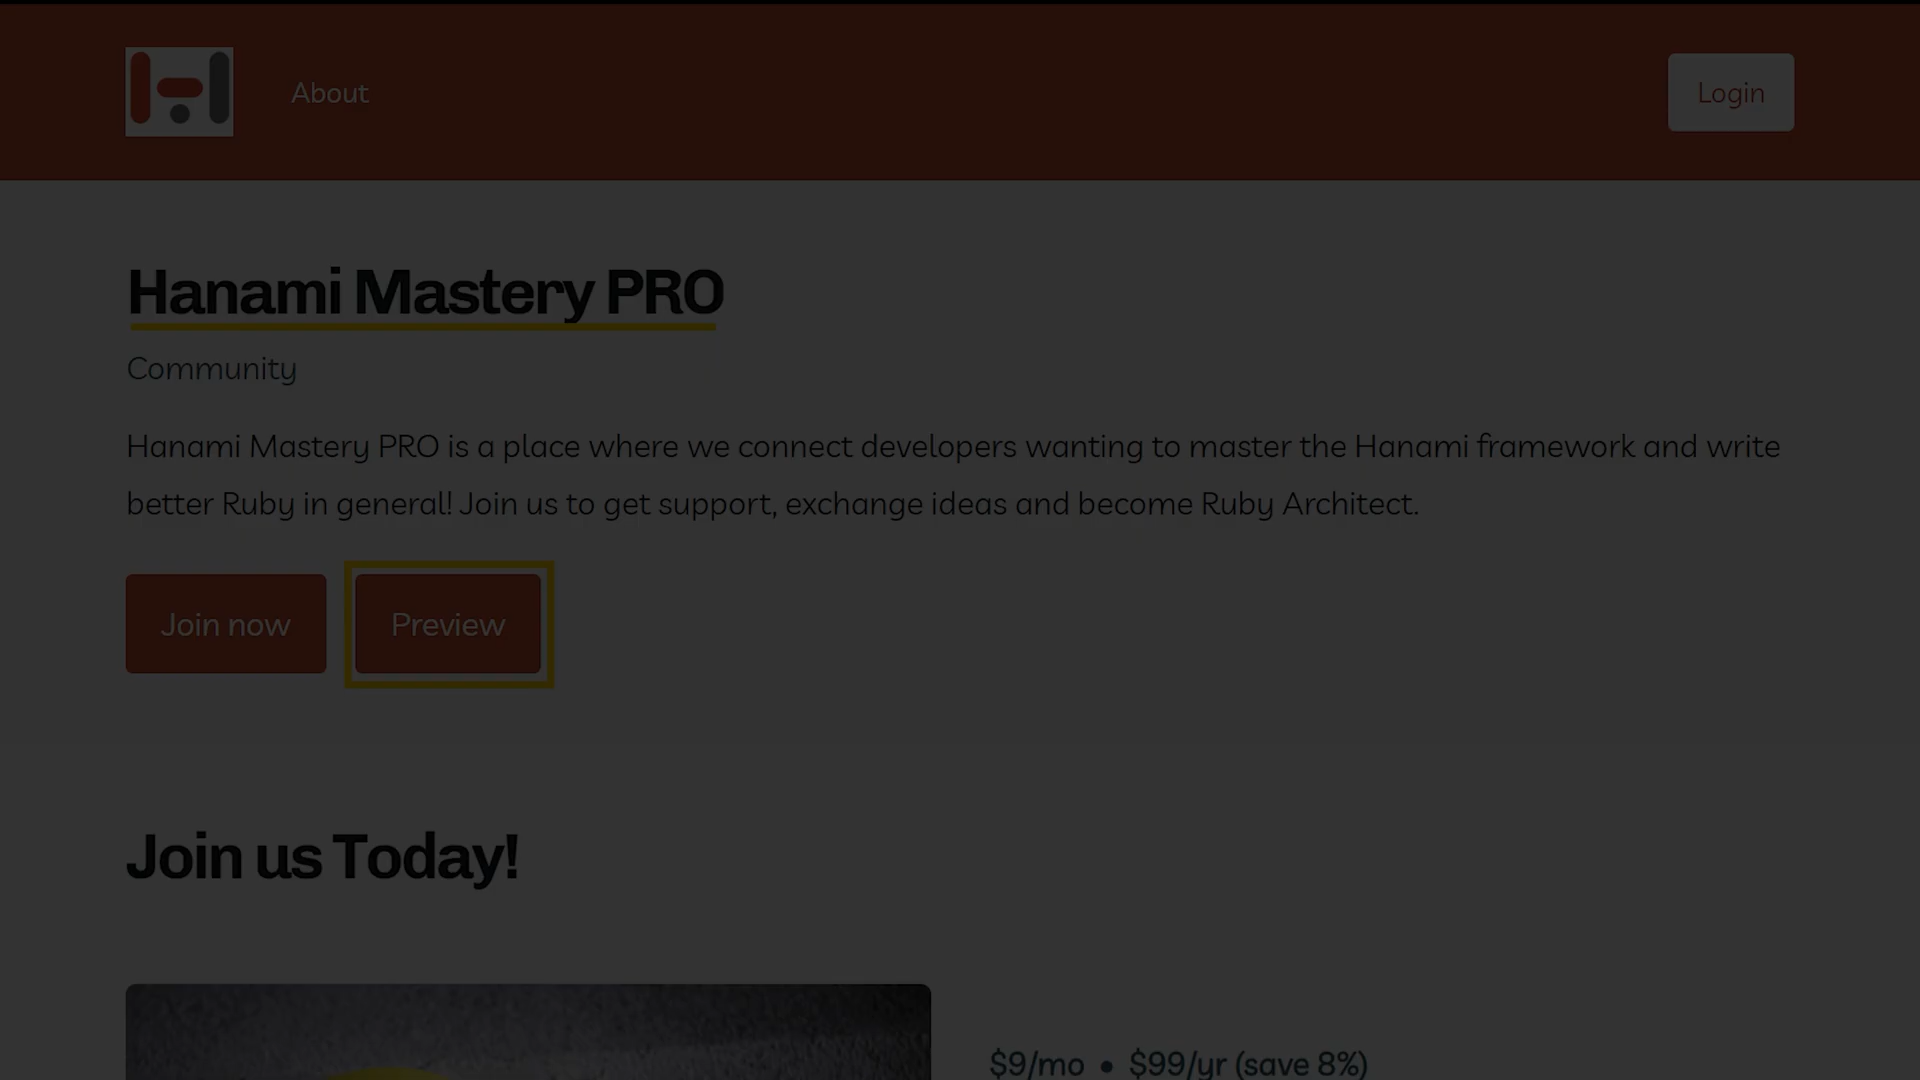 About
Login
Hanami Mastery PRO
Community
Hanami Mastery PRO is a place where we connect developers wanting to master the Hanami framework and write
better Ruby in general! Join us to get support, exchange ideas and become Ruby Architect.
Join now
Preview
Join us Today!
$9/mo • $99/yr (save 8%)